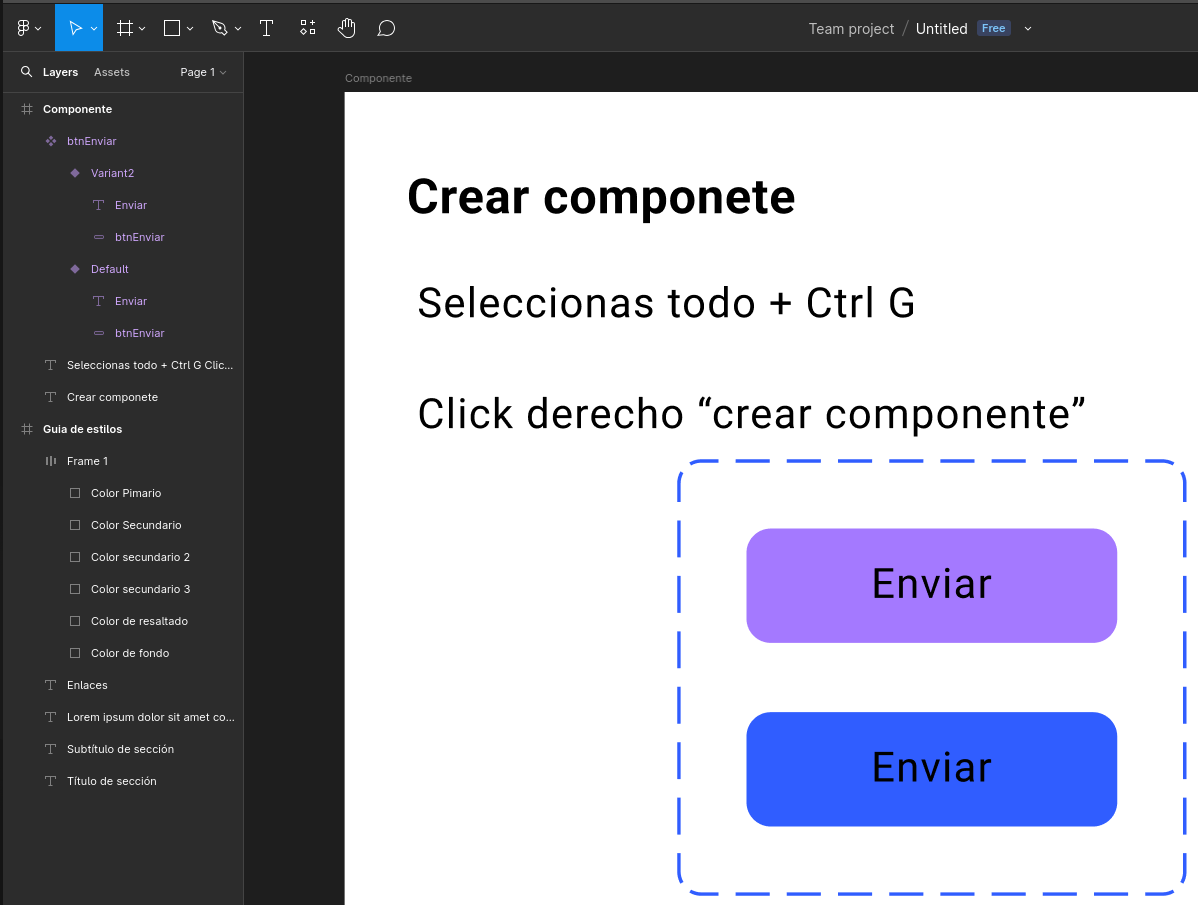 Team project / Untitled Free
Layers Assets Page 1
Componente
btnEnviar
Variant2
Enviar
btnEnviar
Default
Enviar
btnEnviar
Seleccionas todo + Ctrl G Clic...
Crear componete
Guia de estilos
Frame 1
Color Pimario
Color Secundario
Color secundario 2
Color secundario 3
Color de resaltado
Color de fondo
Enlaces
Lorem ipsum dolor sit amet co...
Subtítulo de sección
Título de sección
Componente
Crear componete
Seleccionas todo + Ctrl G
Click derecho “crear componente”
Enviar
Enviar